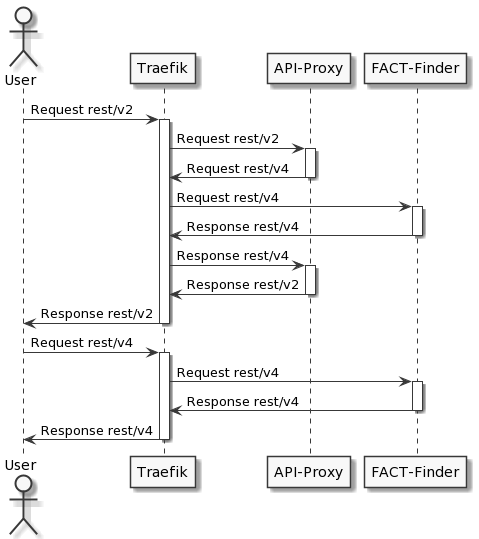 User
Traefik
API-Proxy
FACT-Finder
Request rest/v2
Request rest/v2
Request rest/v4
Request rest/v4
Response rest/v4
Response rest/v4
Response rest/v2
Response rest/v2
Request rest/v4
Request rest/v4
Response rest/v4
Response rest/v4
User
Traefik
API-Proxy
FACT-Finder